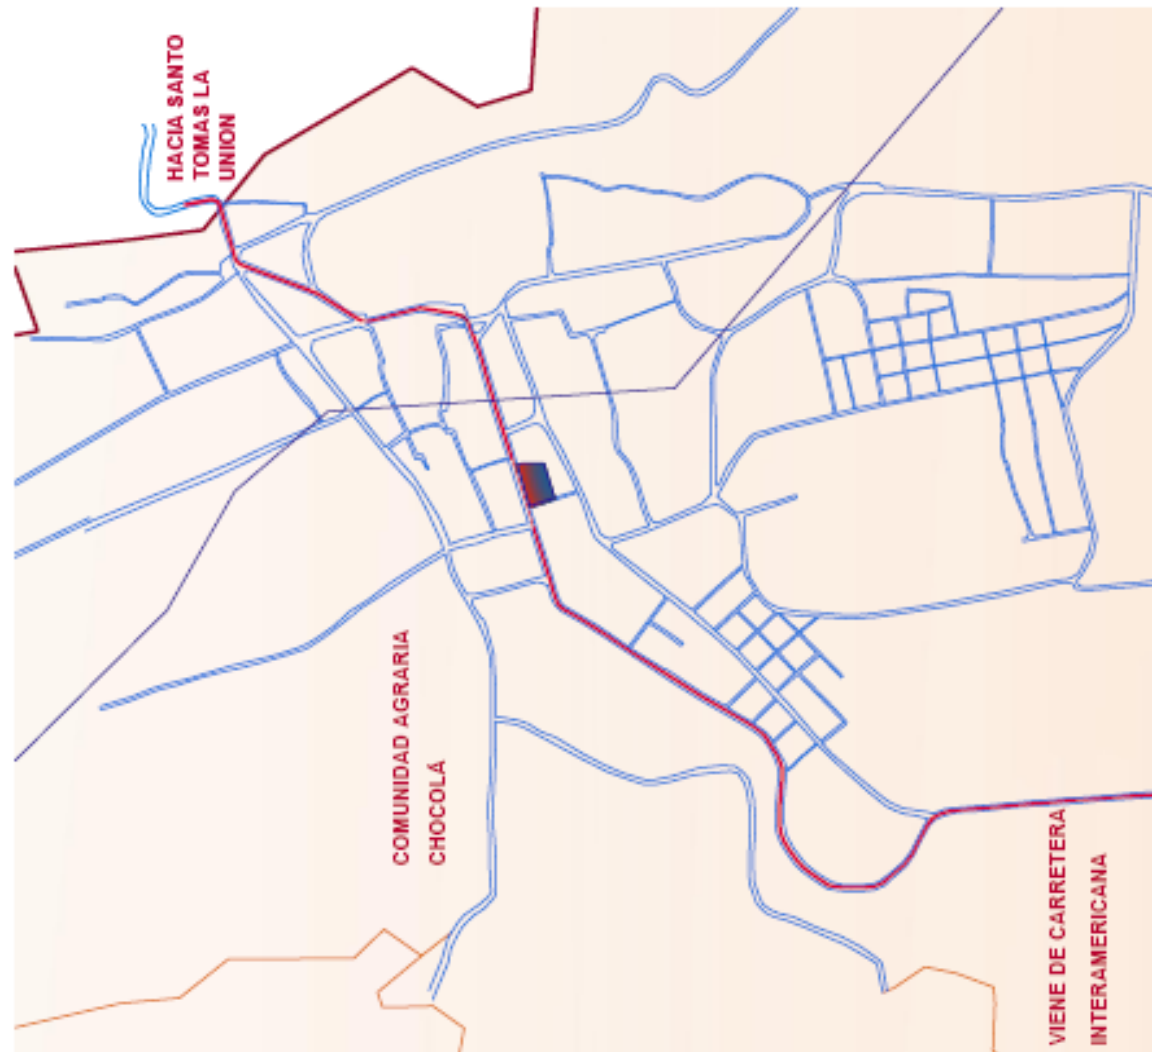 HACIA SANTO
TOMAS LA
UNION
COMUNIDAD AGRARIA
CHOCOLÁ
VIENE DE CARRETERA
INTERAMERICANA